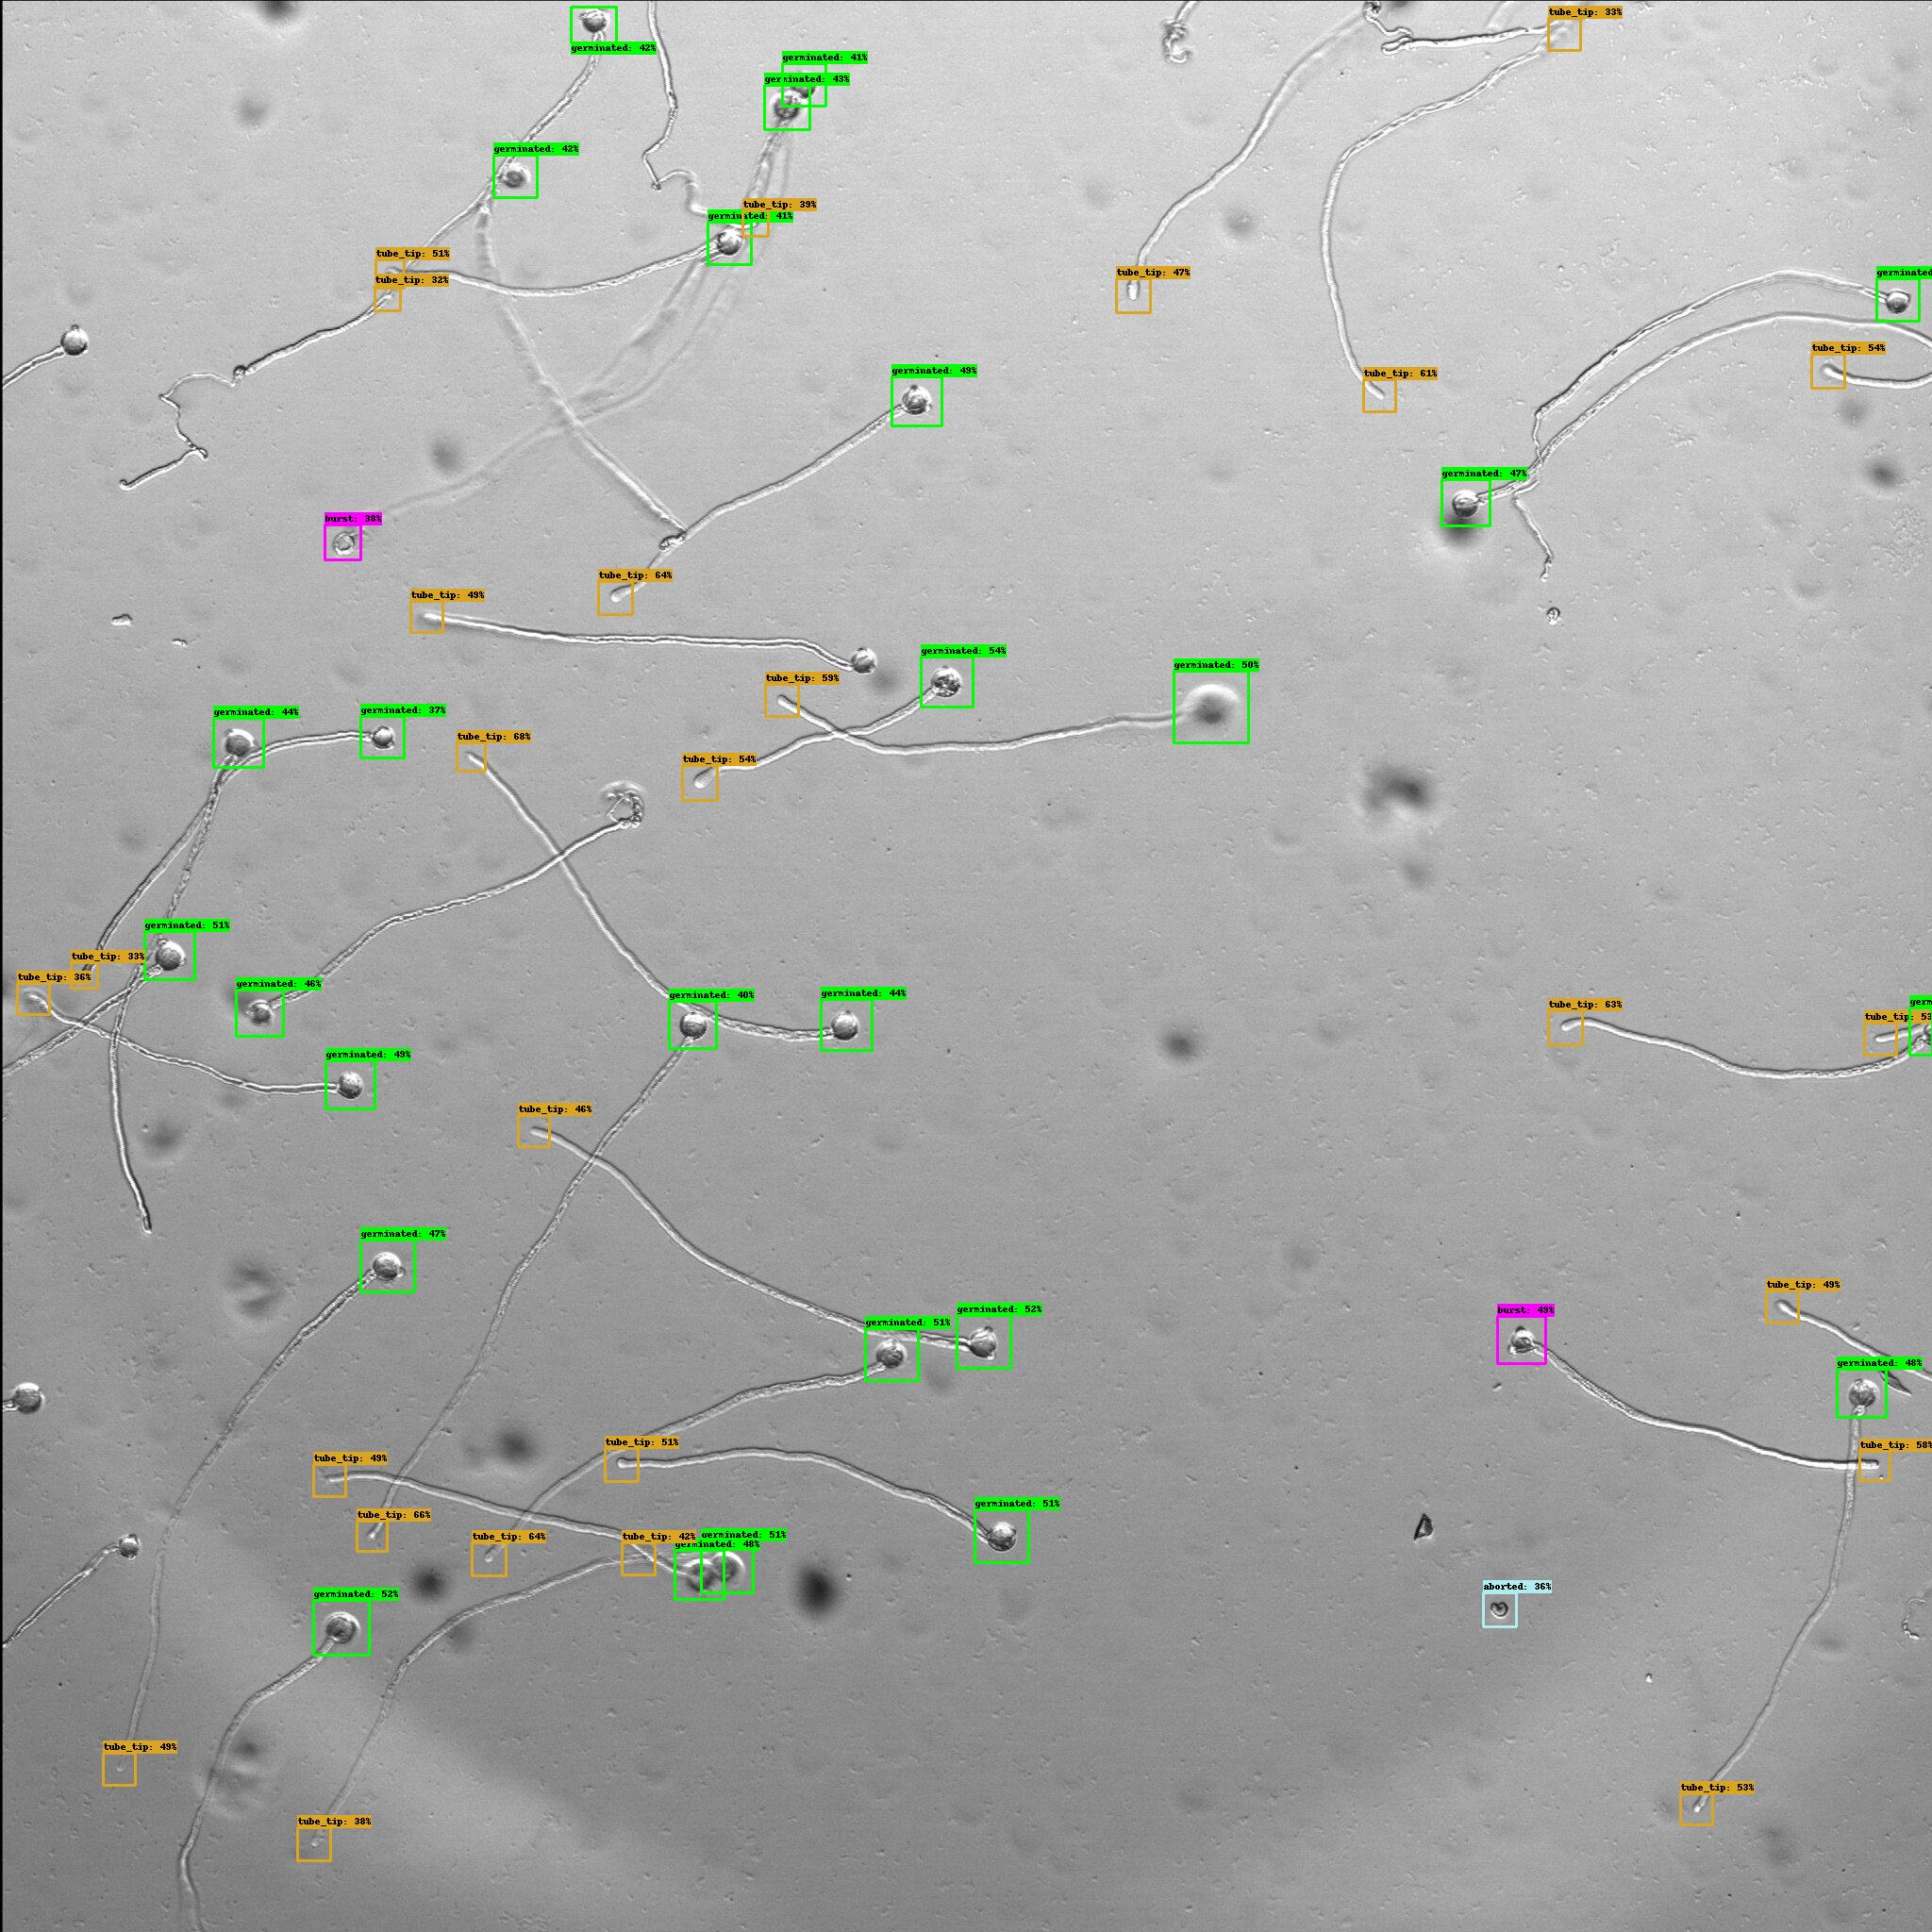 tube_tip: 33%
germinated: 42%
germinated: 41%
germinated: 43%
germinated: 42%
tube_tip: 39%
germinated: 41%
tube_tip: 51%
tube_tip: 47%
germinated
tube_tip: 32%
tube_tip: 54%
germinated: 49%
tube_tip: 61%
germinated: 47%
burst: 38%
tube_tip: 64%
tube_tip: 49%
germinated: 54%
germinated: 50%
tube_tip: 59%
germinated: 44%
germinated: 37%
tube_tip: 68%
tube_tip: 54%
germinated: 51%
tube_tip: 33%
tube_tip: 36%
germinated: 46%
germinated: 40%
germinated: 44%
germ
tube_tip: 63%
tube_tip: 53
germinated: 49%
tube_tip: 46%
germinated: 47%
tube_tip: 49%
germinated: 52%
burst: 49%
germinated: 51%
germinated: 48%
tube_tip: 51%
tube_tip: 58%
tube_tip: 49%
germinated: 51%
tube_tip: 66%
tube_tip: 64%
tube_tip: 42%
germinated: 51%
germinated: 48%
aborted: 36%
germinated: 52%
tube_tip: 49%
tube_tip: 53%
tube_tip: 38%